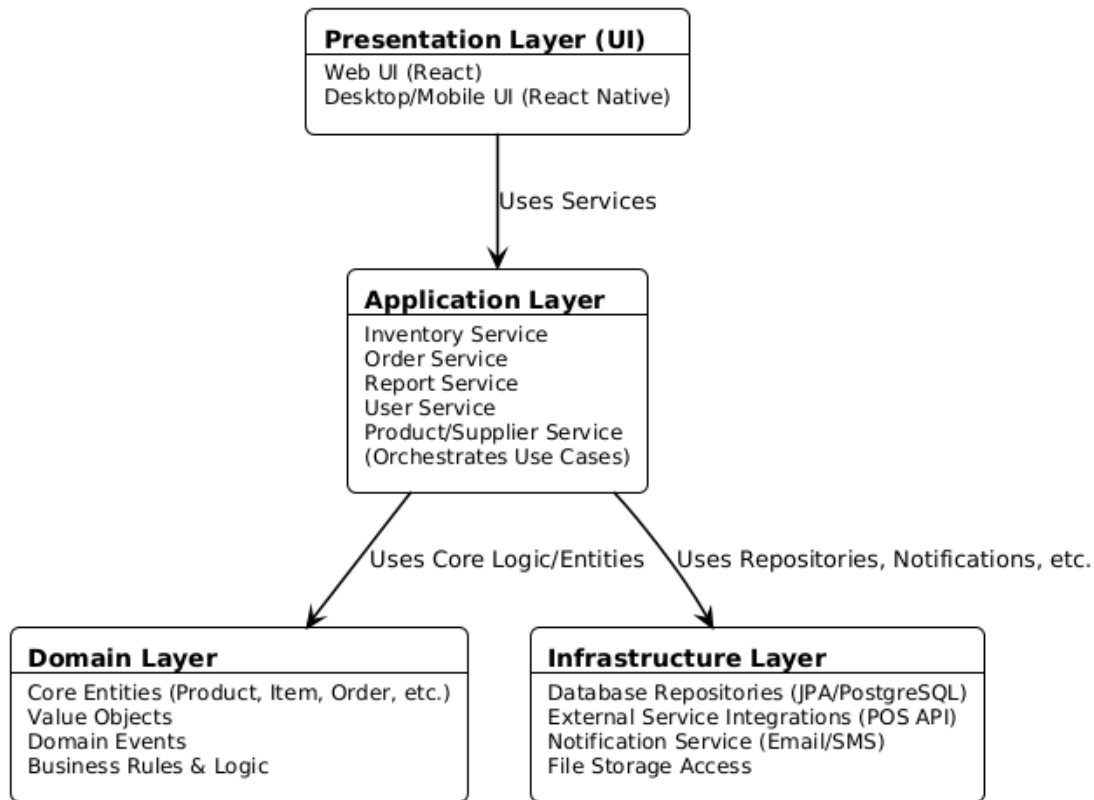 Presentation Layer (UI)
Web UI (React)
Desktop/Mobile UI (React Native)
Uses Services
Application Layer
Inventory Service
Order Service
Report Service
User Service
Product/Supplier Service
(Orchestrates Use Cases)
Uses Core Logic/Entities
Uses Repositories, Notifications, etc.
Domain Layer
Core Entities (Product, Item, Order, etc.)
Value Objects
Domain Events
Business Rules & Logic
Infrastructure Layer
Database Repositories (JPA/PostgreSQL)
External Service Integrations (POS API)
Notification Service (Email/SMS)
File Storage Access